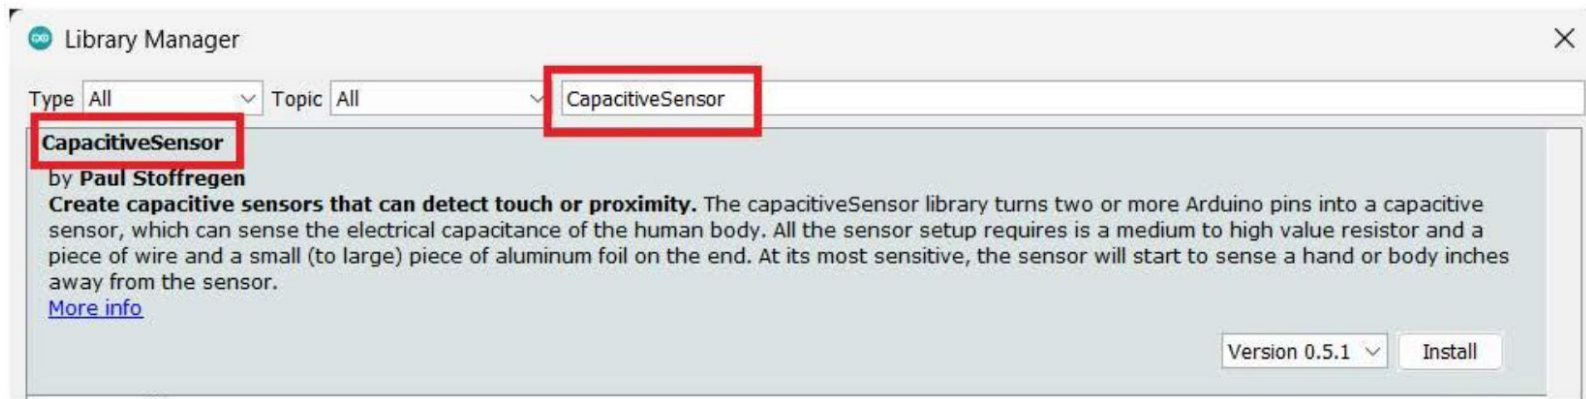 Library Manager
Type All Topic All CapacitiveSensor
CapacitiveSensor
by Paul Stoffregen
Create capacitive sensors that can detect touch or proximity. The capacitiveSensor library turns two or more Arduino pins into a capacitive
sensor, which can sense the electrical capacitance of the human body. All the sensor setup requires is a medium to high value resistor and a
piece of wire and a small (to large) piece of aluminum foil on the end. At its most sensitive, the sensor will start to sense a hand or body inches
away from the sensor.
More info
Version 0.5.1 Install